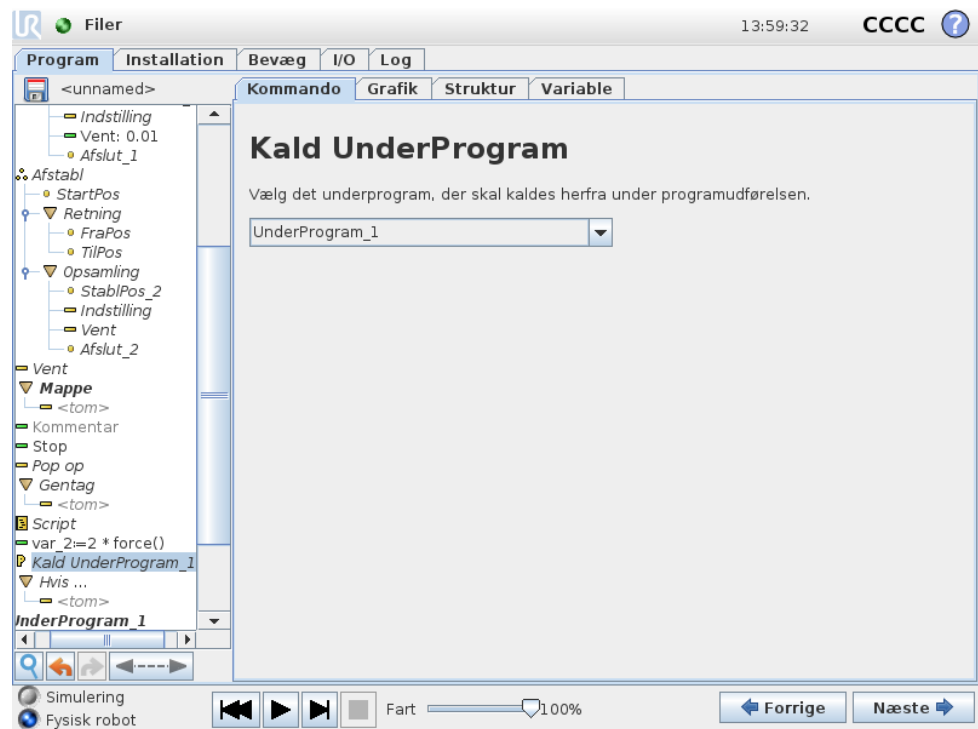 UR Filer 13:59:32 CCCC ?
Program Installation Bevæg I/O Log
<unnamed>
Kommando Grafik Struktur Variable
Indstilling
Vent: 0.01
Afslut_1
Afstabl
StartPos
Retning
FraPos
TilPos
Opsamling
StablPos_2
Indstilling
Vent
Afslut_2
Vent
Mappe
<tom>
Kommentar
Stop
Pop op
Gentag
<tom>
Script
var_2:=2 * force()
P Kald UnderProgram_1
Hvis ...
<tom>
UnderProgram_1
Kald UnderProgram
Vælg det underprogram, der skal kaldes herfra under programudførelsen.
UnderProgram_1
Simulering
Fysisk robot
Fart 100%
Forrige Næste